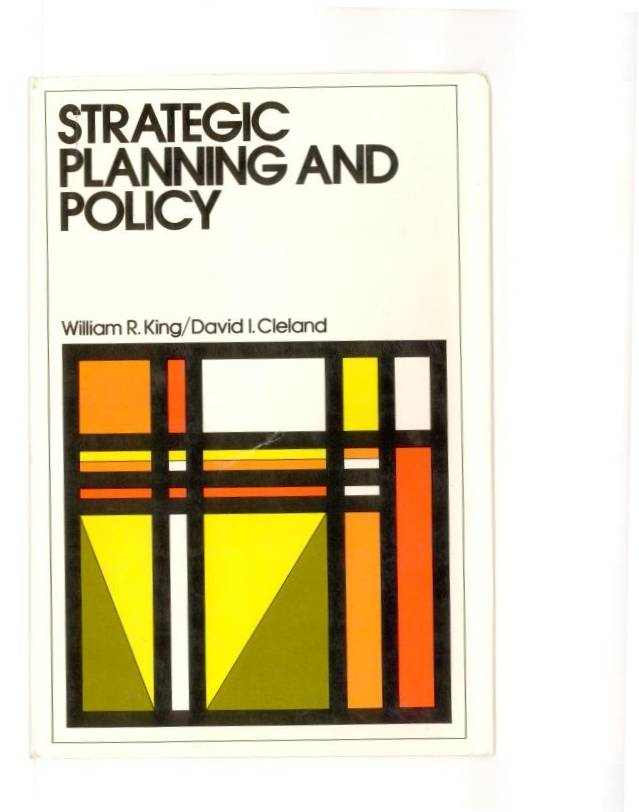 STRATEGIC
PLANNING AND
POLICY
William R. King/David I. Cleland